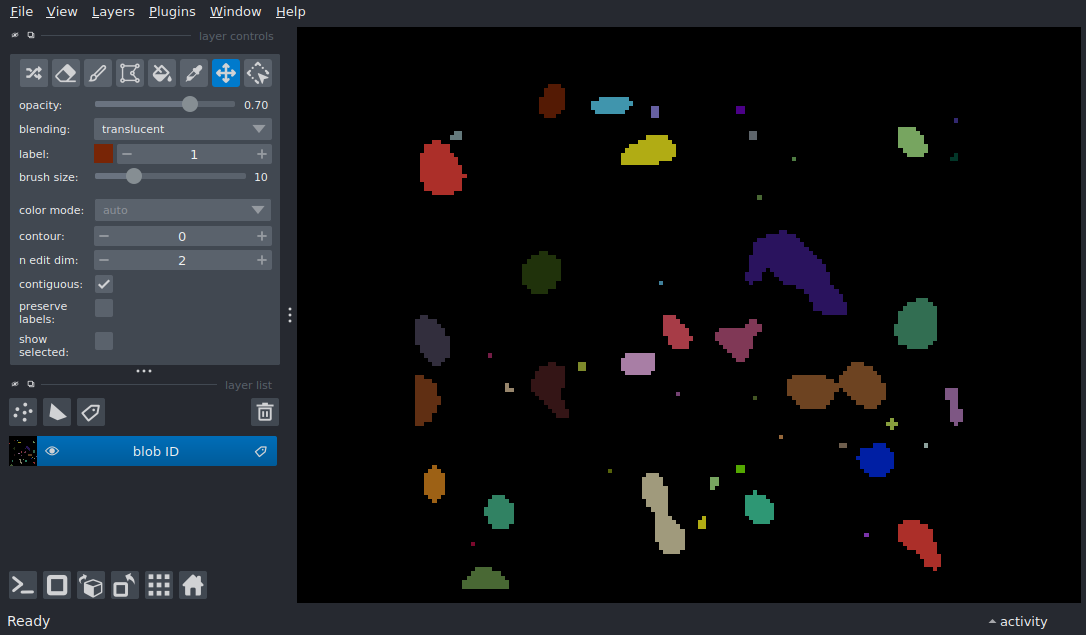 File View Layers Plugins Window Help
layer controls
opacity: 0.70
blending: translucent
label: 1
brush size: 10
color mode: auto
contour: 0
n edit dim: 2
contiguous:
preserve
labels:
show
selected:
layer list
blob ID
Ready
activity